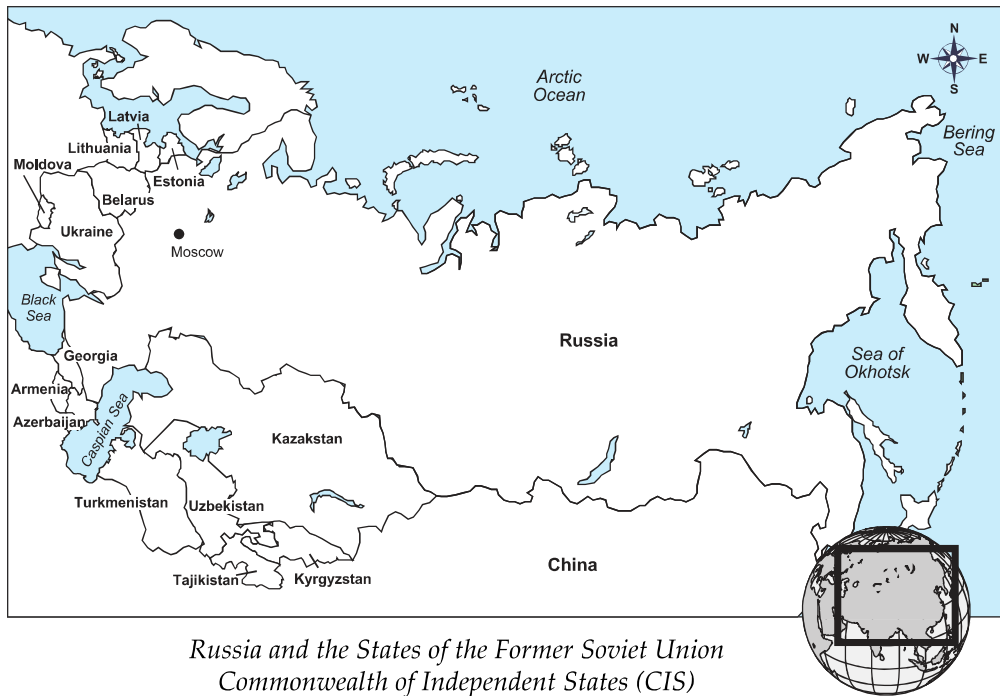 N
W E
S
Arctic
Ocean
Bering
Sea
Latvia
Lithuania
Moldova
Estonia
Belarus
Ukraine
Moscow
Black
Sea
Russia
Georgia
Sea of
Okhotsk
Armenia
Azerbaijan
Caspian Sea
Kazakstan
Turkmenistan
Uzbekistan
China
Tajikistan
Kyrgyzstan
Russia and the States of the Former Soviet Union
Commonwealth of Independent States (CIS)